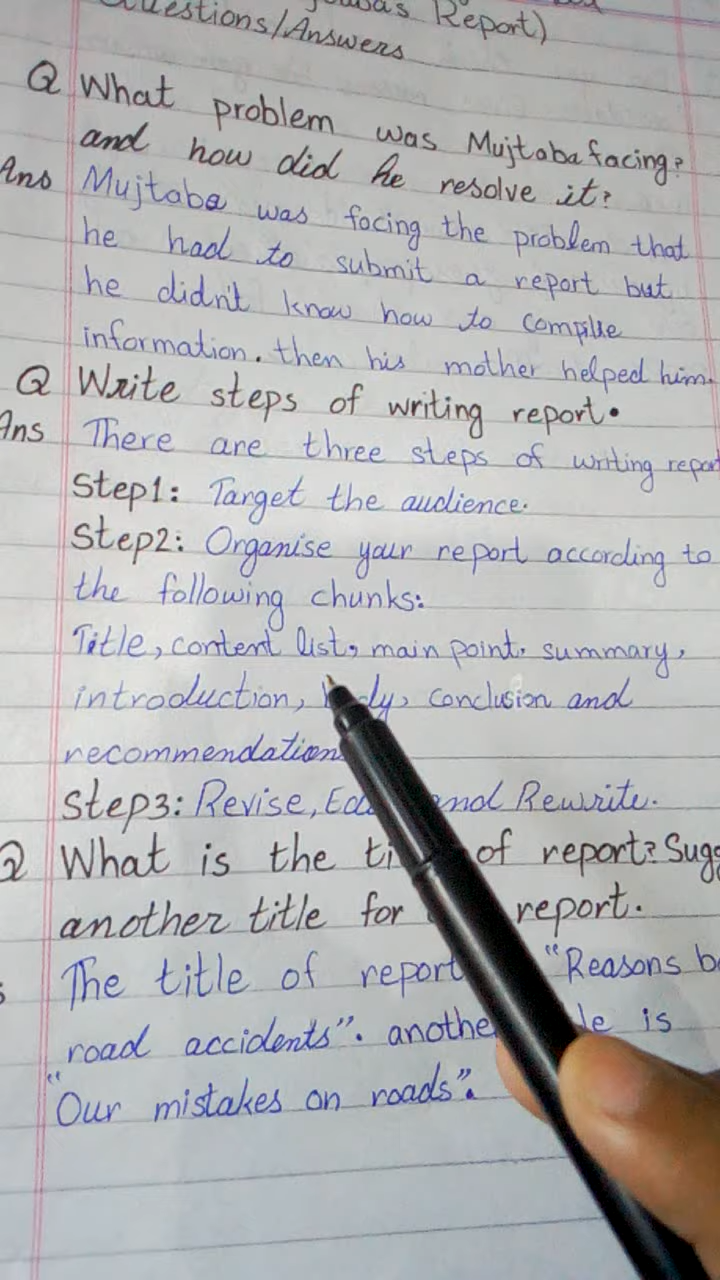 Report)
Questions/Answers
Q What problem was Mujtaba facing?
and how did he resolve it?
Ans Mujtaba was facing the problem that
he had to submit a report but
he didn't know how to compile
information. then his mother helped him.
Q Write steps of writing report.
Ans There are three steps of writing report
Step1: Target the audience.
Step2: Organise your report according to
the following chunks:
Title, content list, main point, summary,
introduction, conclusion and
recommendation
Step3: Revise, and Rewrite.
Q What is the of report?
another title for report.
The title of report "Reasons
road accidents". is
"Our mistakes on roads".